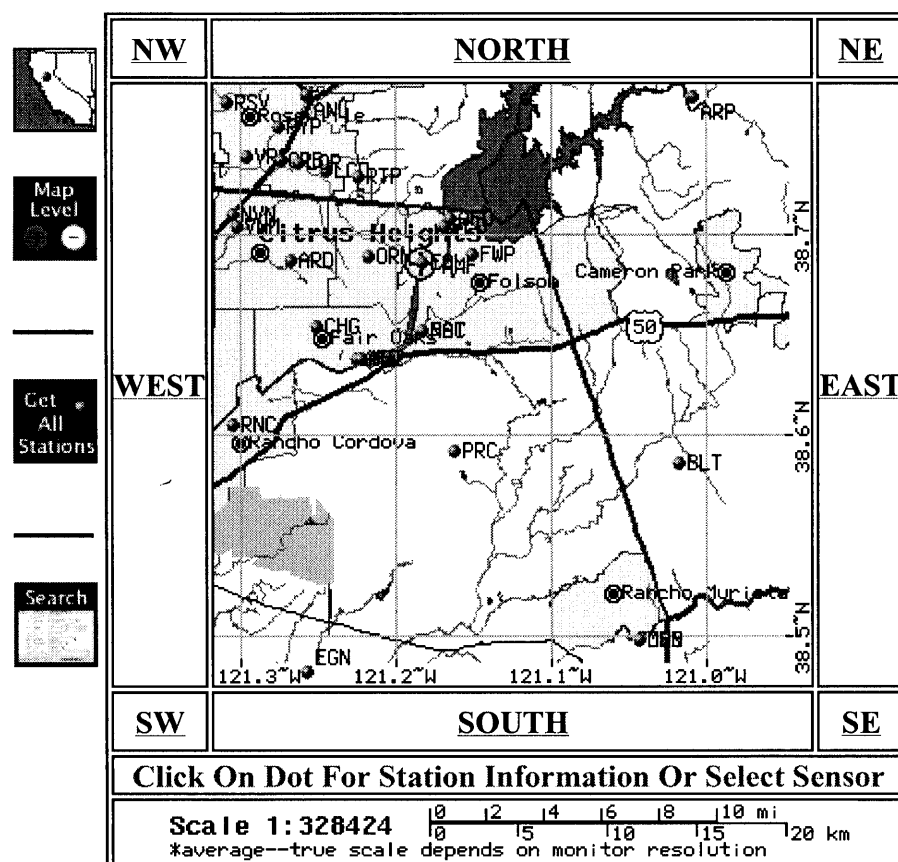 NW
NORTH
NE
Map
Level
RSV
ARP
RTP
38.7~N
Citrus Heights
ARD
ORN
FWP
Folsom
Cameron Park
CHG
Fair Oaks
50
WEST
EAST
Get
All
Stations
RNC
Rancho Cordova
PRC
BLT
38.6~N
Search
Rancho Murieta
38.5~N
EGN
121.3~W
121.2~W
121.1~W
121.0~W
SW
SOUTH
SE
Click On Dot For Station Information Or Select Sensor
Scale 1:328424
0 2 4 6 8 10 mi
0 5 10 15 20 km
*average--true scale depends on monitor resolution